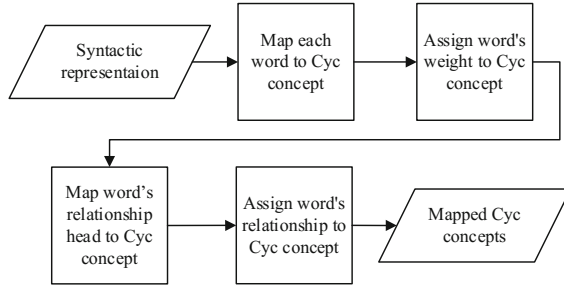 Syntactic
representaion
Map each
word to Cyc
concept
Assign word's
weight to Cyc
concept
Map word’s
relationship
head to Cyc
concept
Assign word's
relationship to
Cyc concept
Mapped Cyc
concepts